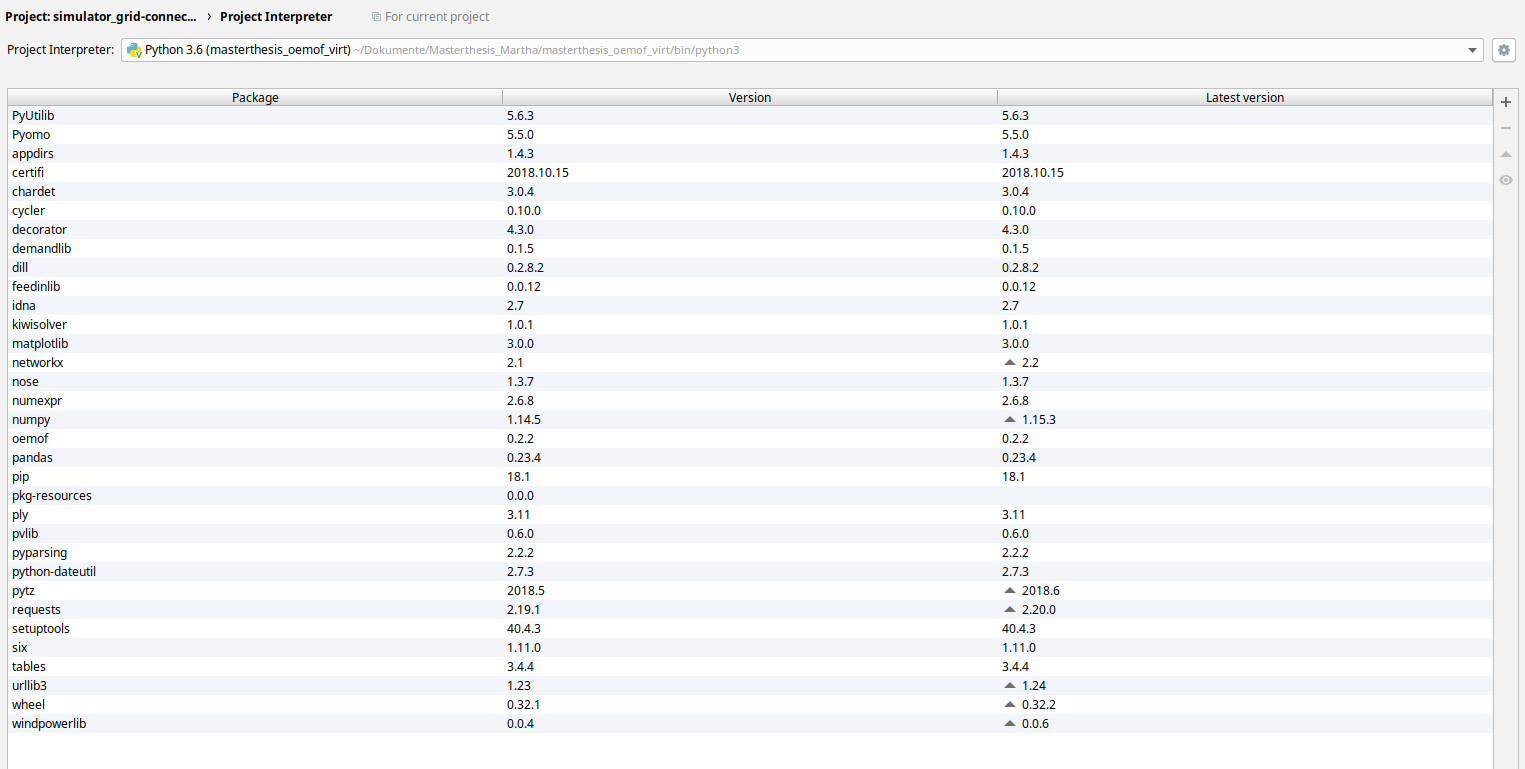 Project: simulator_grid-connec... › Project Interpreter For current project
Project Interpreter: Python 3.6 (masterthesis_oemof_virt) ~/Dokumente/Masterthesis_Martha/masterthesis_oemof_virt/bin/python3
Package Version Latest version
PyUtilib 5.6.3 5.6.3
Pyomo 5.5.0 5.5.0
appdirs 1.4.3 1.4.3
certifi 2018.10.15 2018.10.15
chardet 3.0.4 3.0.4
cycler 0.10.0 0.10.0
decorator 4.3.0 4.3.0
demandlib 0.1.5 0.1.5
dill 0.2.8.2 0.2.8.2
feedinlib 0.0.12 0.0.12
idna 2.7 2.7
kiwisolver 1.0.1 1.0.1
matplotlib 3.0.0 3.0.0
networkx 2.1 2.2
nose 1.3.7 1.3.7
numexpr 2.6.8 2.6.8
numpy 1.14.5 1.15.3
oemof 0.2.2 0.2.2
pandas 0.23.4 0.23.4
pip 18.1 18.1
pkg-resources 0.0.0
ply 3.11 3.11
pvlib 0.6.0 0.6.0
pyparsing 2.2.2 2.2.2
python-dateutil 2.7.3 2.7.3
pytz 2018.5 2018.6
requests 2.19.1 2.20.0
setuptools 40.4.3 40.4.3
six 1.11.0 1.11.0
tables 3.4.4 3.4.4
urllib3 1.23 1.24
wheel 0.32.1 0.32.2
windpowerlib 0.0.4 0.0.6